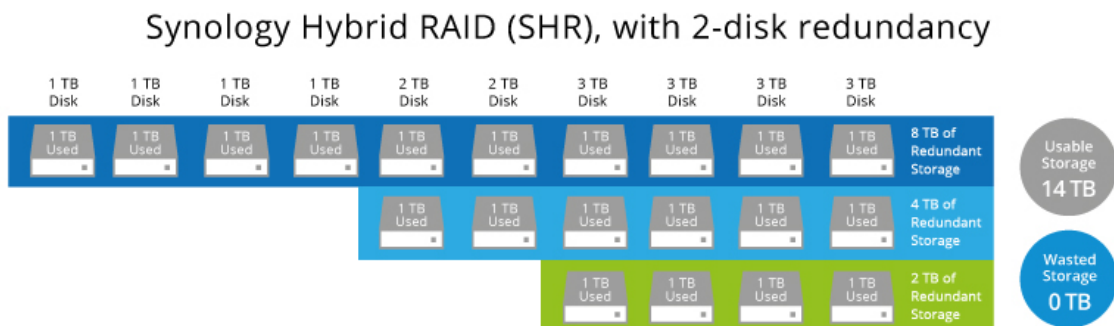 Synology Hybrid RAID (SHR), with 2-disk redundancy
1 TB 1 TB 1 TB 1 TB 2 TB 2 TB 3 TB 3 TB 3 TB 3 TB
Disk Disk Disk Disk Disk Disk Disk Disk Disk Disk
1 TB 1 TB 1 TB 1 TB 1 TB 1 TB 1 TB 1 TB 1 TB 1 TB
Used Used Used Used Used Used Used Used Used Used
8 TB of
Redundant
Storage
1 TB 1 TB 1 TB 1 TB 1 TB 1 TB
Used Used Used Used Used Used
4 TB of
Redundant
Storage
1 TB 1 TB 1 TB 1 TB
Used Used Used Used
2 TB of
Redundant
Storage
Usable
Storage
14 TB
Wasted
Storage
0 TB